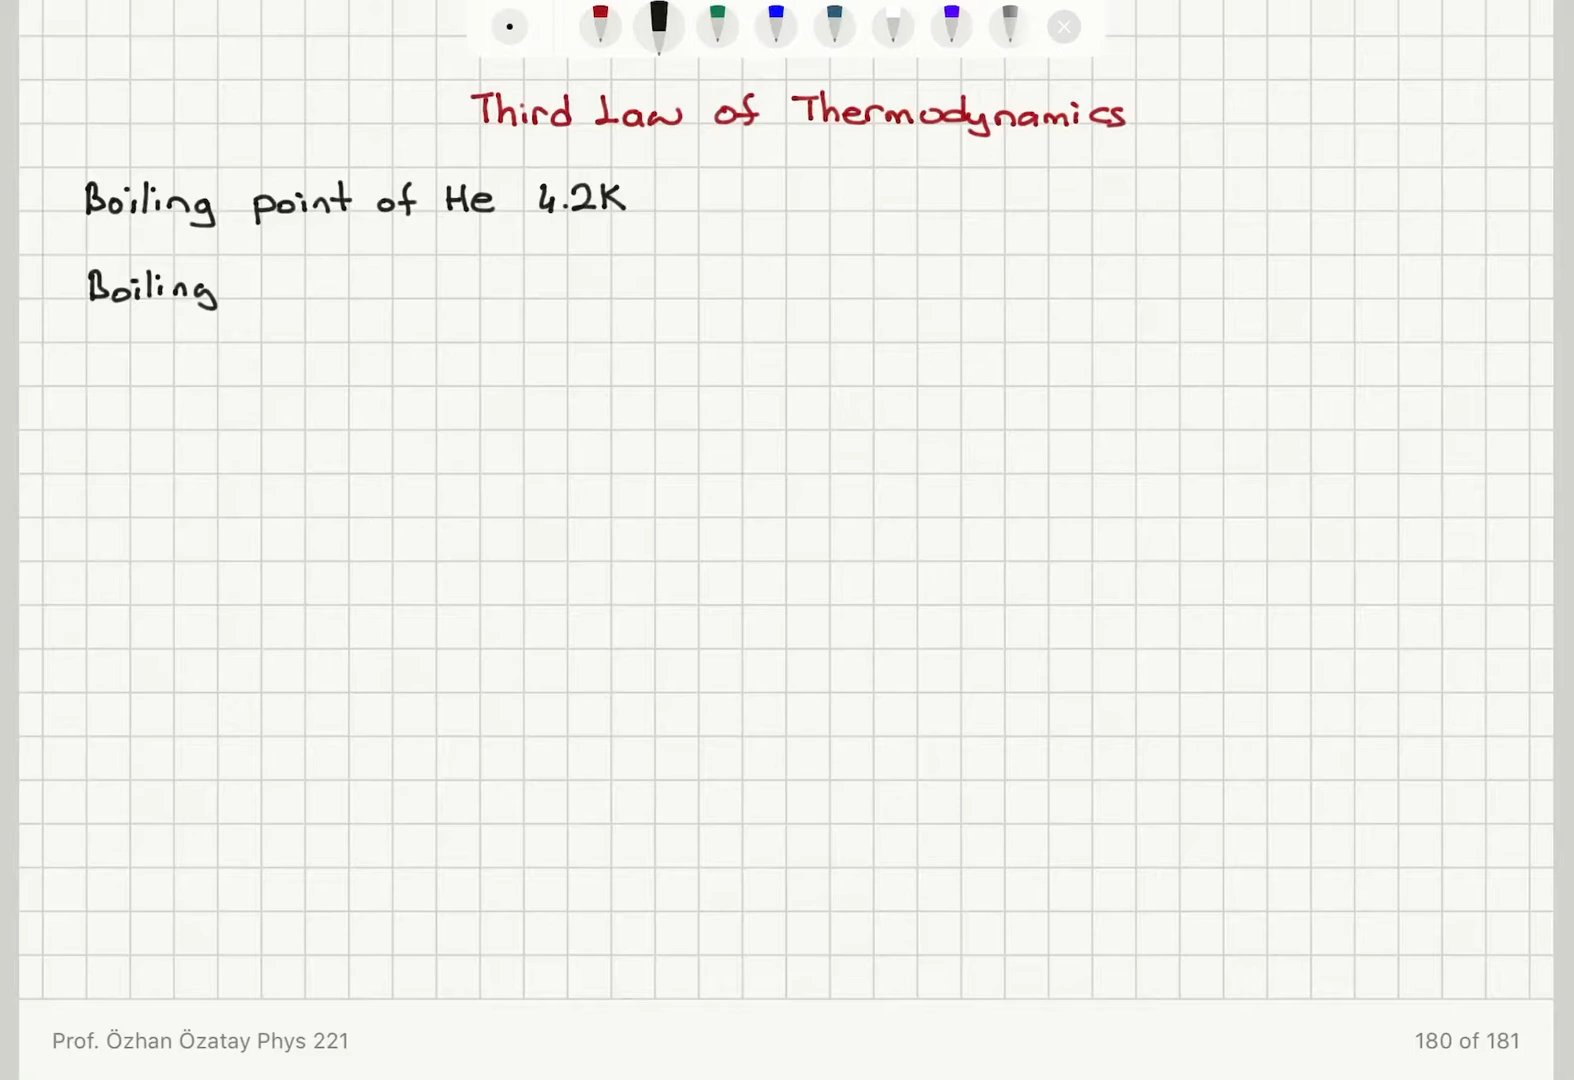 Third Law of Thermodynamics
Boiling point of He 4.2K
Boiling
Prof. Özhan Özatay Phys 221
180 of 181